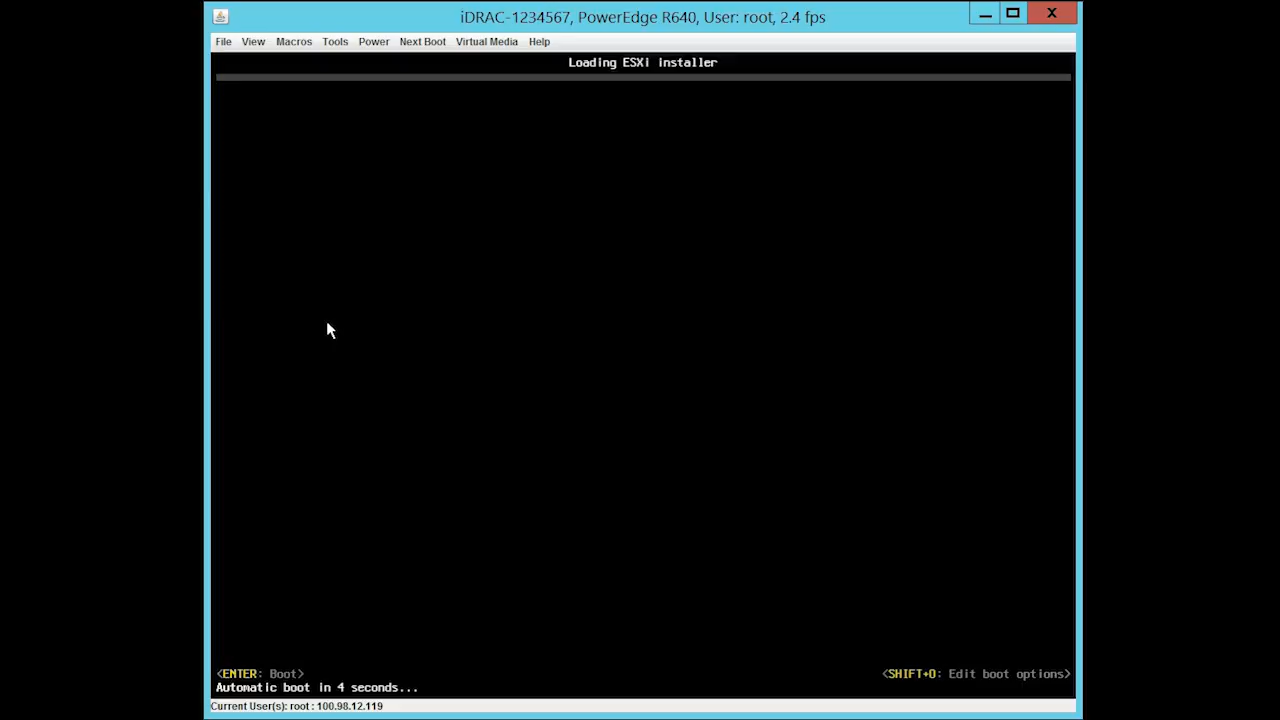 iDRAC-1234567, PowerEdge R640, User: root, 2.4 fps
File View Macros Tools Power Next Boot Virtual Media Help
Loading ESXi installer
<ENTER: Boot> <SHIFT+O: Edit boot options>
Automatic boot in 4 seconds...
Current User(s): root : 100.98.12.119